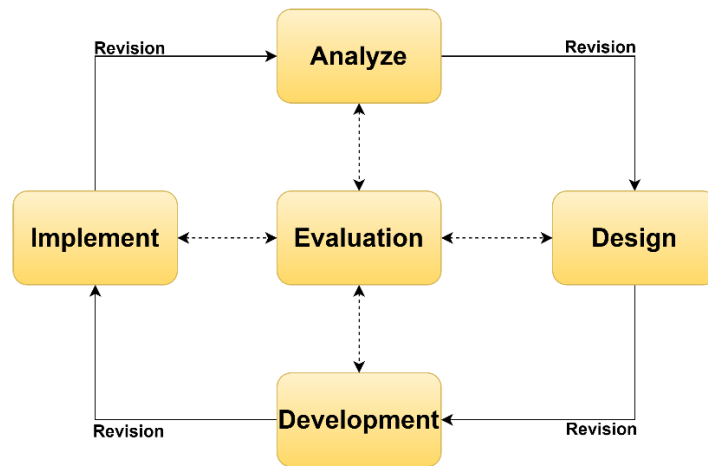 Revision
Analyze
Revision
Implement
Evaluation
Design
Development
Revision
Revision